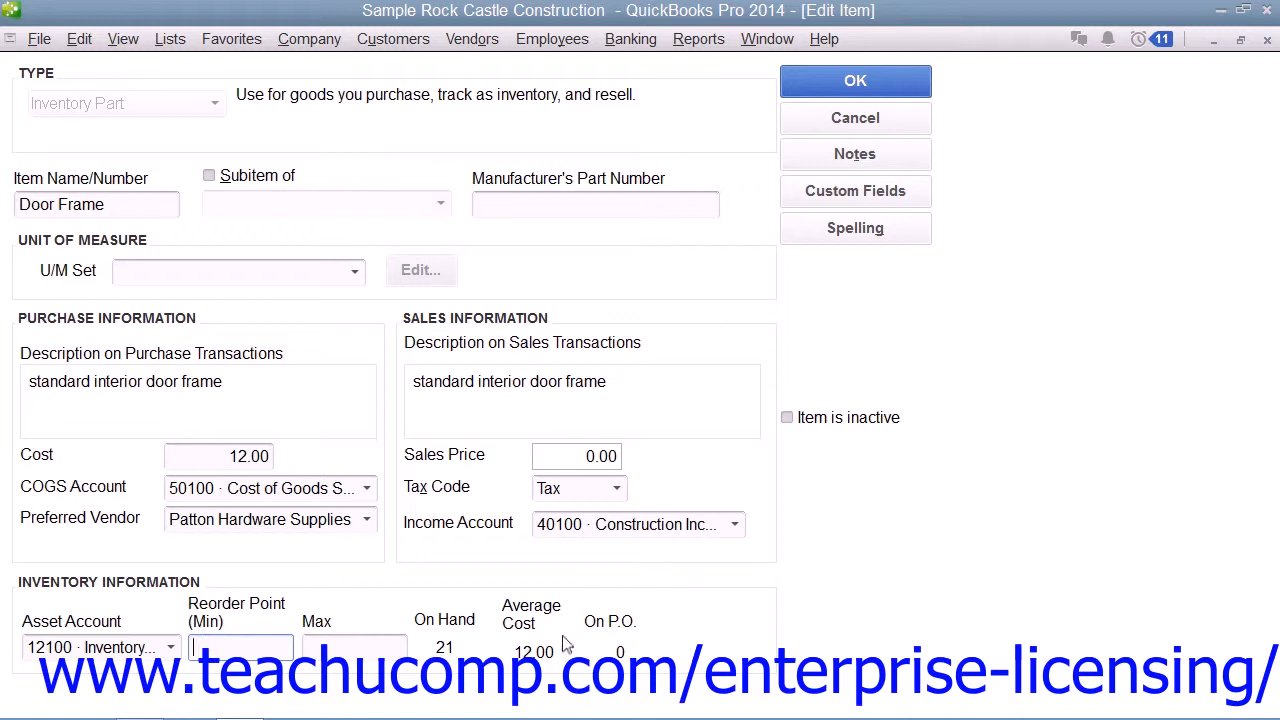 Sample Rock Castle Construction - QuickBooks Pro 2014 - [Edit Item]
File Edit View Lists Favorites Company Customers Vendors Employees Banking Reports Window Help 11
TYPE
Inventory Part
Use for goods you purchase, track as inventory, and resell.
OK
Cancel
Notes
Custom Fields
Spelling
Item Name/Number
Door Frame
Subitem of
Manufacturer's Part Number
UNIT OF MEASURE
U/M Set
Edit...
PURCHASE INFORMATION
Description on Purchase Transactions
standard interior door frame
Cost 12.00
COGS Account 50100 · Cost of Goods S...
Preferred Vendor Patton Hardware Supplies
SALES INFORMATION
Description on Sales Transactions
standard interior door frame
Sales Price 0.00
Tax Code Tax
Income Account 40100 · Construction Inc...
Item is inactive
INVENTORY INFORMATION
Asset Account
12100 · Inventory...
Reorder Point
(Min)
Max
On Hand
21
Average
Cost
12.00
On P.O.
0
www.teachucomp.com/enterprise-licensing/